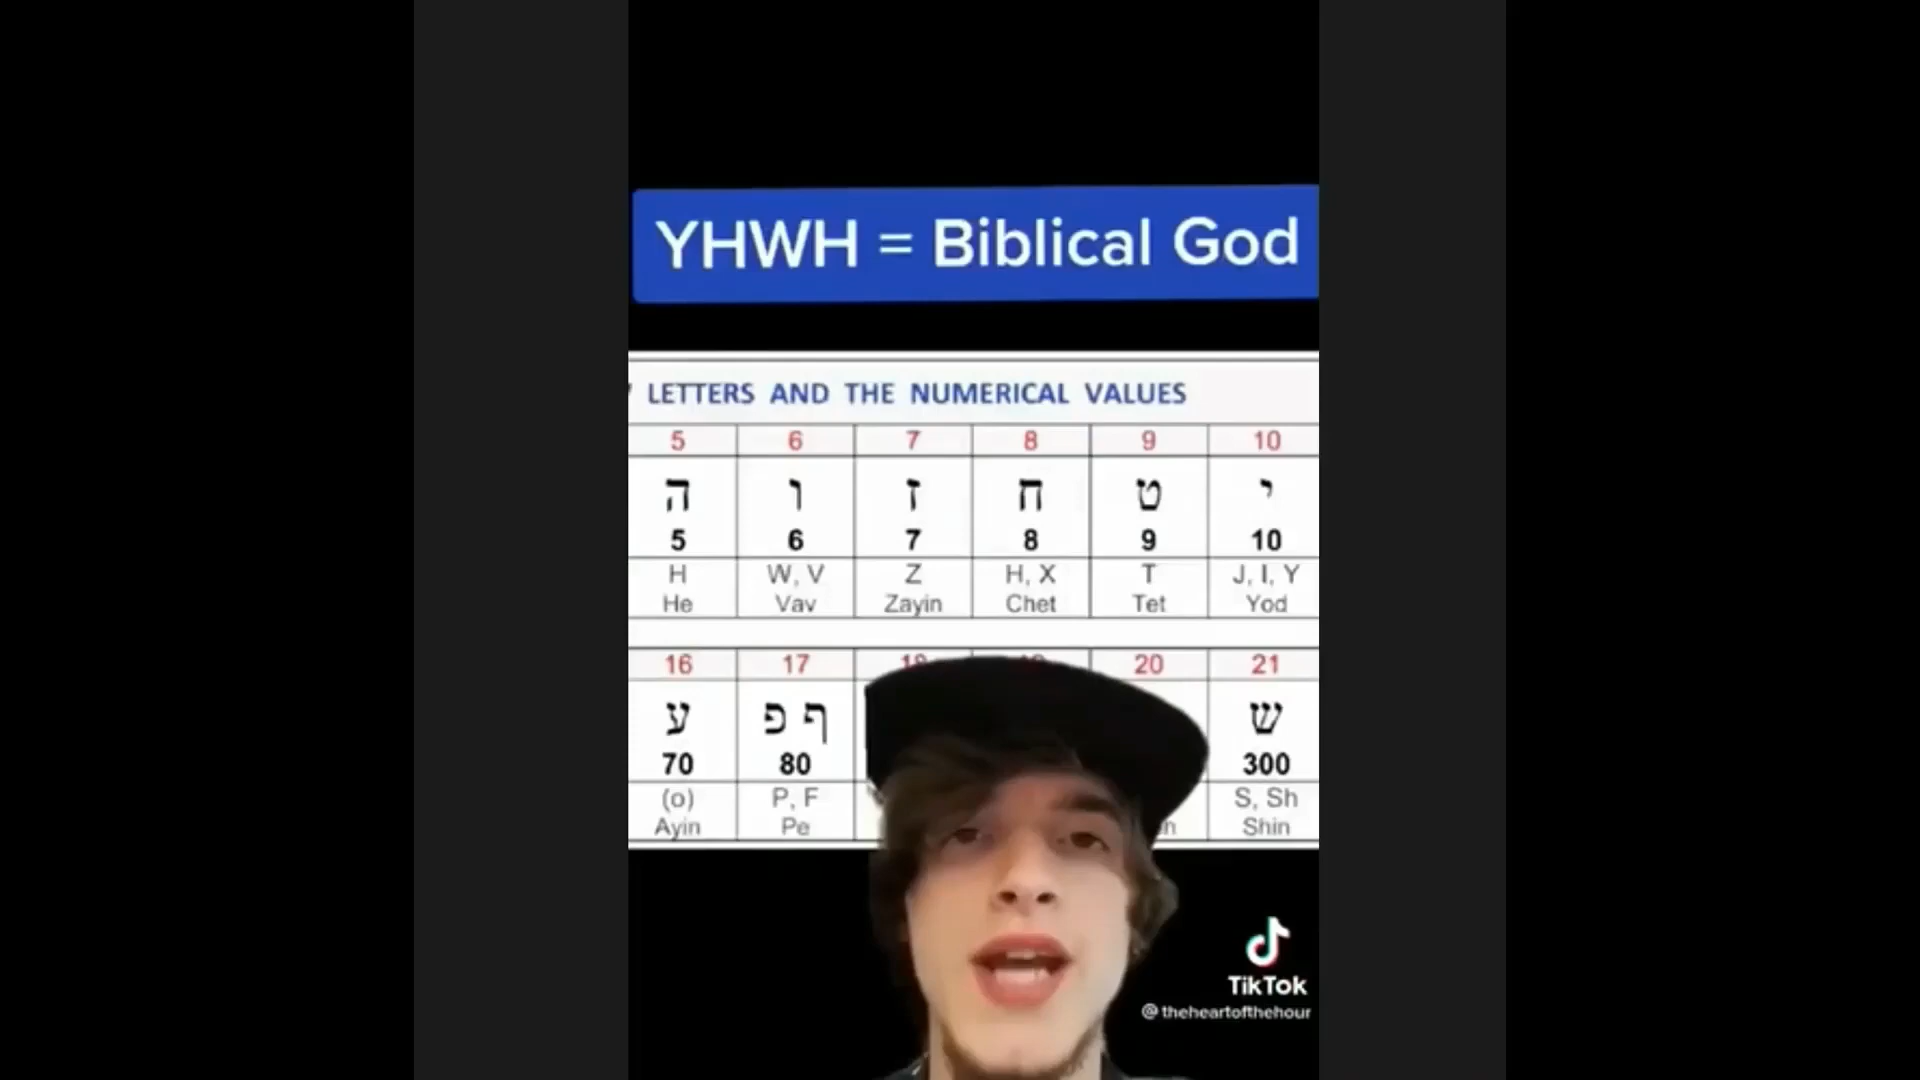 YHWH = Biblical God
LETTERS AND THE NUMERICAL VALUES
5 6 7 8 9 10
ה ו ז ח ט י
5 6 7 8 9 10
H W, V Z H, X T J, I, Y
He Vav Zayin Chet Tet Yod
16 17 18 19 20 21
ע פ ף ש
70 80 300
(o) P, F S, Sh
Ayin Pe Shin
TikTok
@theheartofthehour